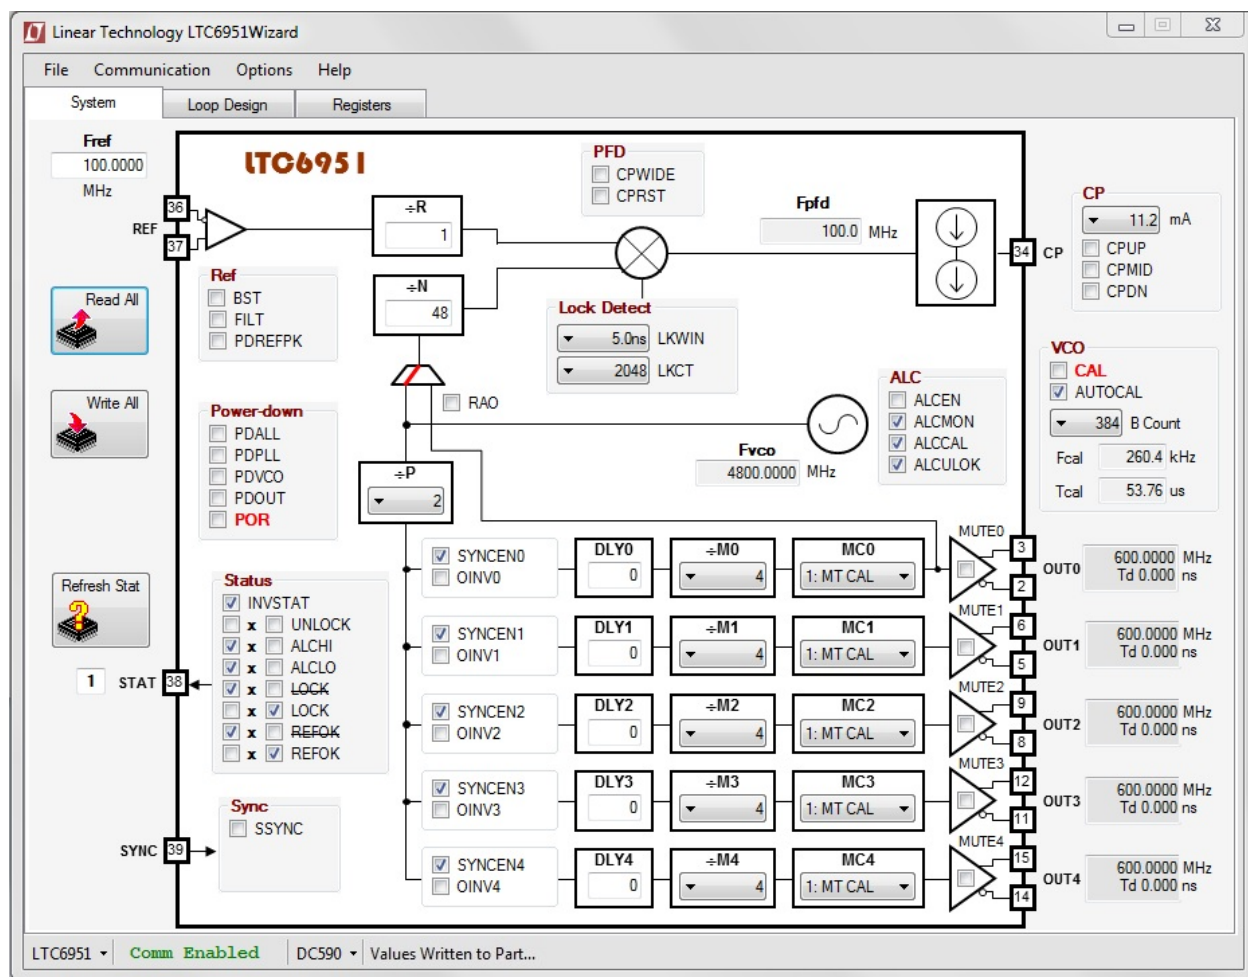 Linear Technology LTC6951Wizard
File Communication Options Help
System Loop Design Registers
Fref
100.0000
MHz
LTC6951
36
REF
37
÷R
1
÷N
48
PFD
CPWIDE
CPRST
Fpfd
100.0 MHz
34 CP
CP
11.2 mA
CPUP
CPMID
CPDN
Read All
Ref
BST
FILT
PDREFPK
Lock Detect
5.0ns LKWIN
2048 LKCT
VCO
CAL
AUTOCAL
384 B Count
Fcal 260.4 kHz
Tcal 53.76 us
Write All
Power-down
PDALL
PDPLL
PDVCO
PDOUT
POR
RAO
÷P
2
Fvco
4800.0000 MHz
ALC
ALCEN
ALCMON
ALCCAL
ALCULOK
Refresh Stat
Status
INVSTAT
x UNLOCK
x ALCHI
x ALCLO
x LOCK
x LOCK
x REFOK
x REFOK
1 STAT 38
Sync
SSYNC
SYNC 39
SYNCEN0
OINV0
DLY0
0
÷M0
4
MC0
1: MT CAL
MUTE0
3
2
OUT0
600.0000 MHz
Td 0.000 ns
SYNCEN1
OINV1
DLY1
0
÷M1
4
MC1
1: MT CAL
MUTE1
6
5
OUT1
600.0000 MHz
Td 0.000 ns
SYNCEN2
OINV2
DLY2
0
÷M2
4
MC2
1: MT CAL
MUTE2
9
8
OUT2
600.0000 MHz
Td 0.000 ns
SYNCEN3
OINV3
DLY3
0
÷M3
4
MC3
1: MT CAL
MUTE3
12
11
OUT3
600.0000 MHz
Td 0.000 ns
SYNCEN4
OINV4
DLY4
0
÷M4
4
MC4
1: MT CAL
MUTE4
15
14
OUT4
600.0000 MHz
Td 0.000 ns
LTC6951 Comm Enabled DC590 Values Written to Part...